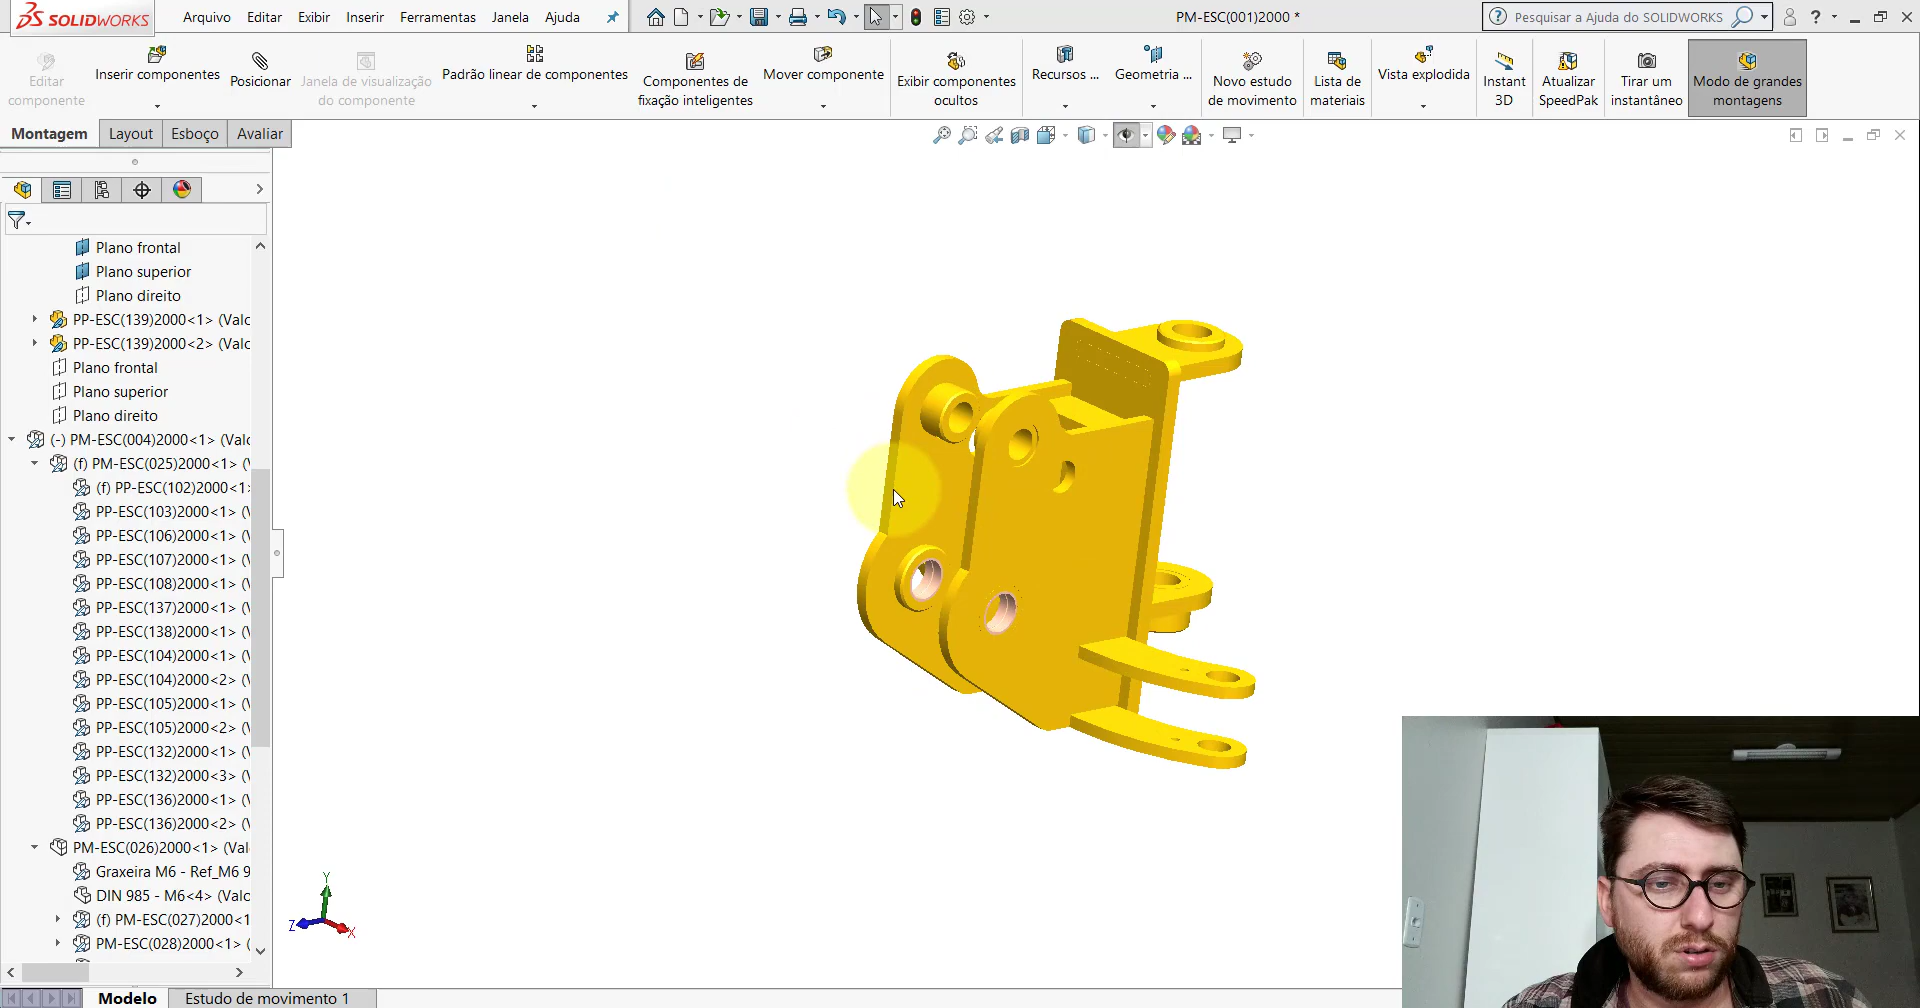 SOLIDWORKS
Arquivo Editar Exibir Inserir Ferramentas Janela Ajuda
PM-ESC(001)2000 *
Pesquisar a Ajuda do SOLIDWORKS
Editar componente
Inserir componentes
Posicionar
Janela de visualização do componente
Padrão linear de componentes
Componentes de fixação inteligentes
Mover componente
Exibir componentes ocultos
Recursos ...
Geometria ...
Novo estudo de movimento
Lista de materiais
Vista explodida
Instant 3D
Atualizar SpeedPak
Tirar um instantâneo
Modo de grandes montagens
Montagem Layout Esboço Avaliar
Plano frontal
Plano superior
Plano direito
PP-ESC(139)2000<1> (Valc
PP-ESC(139)2000<2> (Valc
Plano frontal
Plano superior
Plano direito
(-) PM-ESC(004)2000<1> (Valc
(f) PM-ESC(025)2000<1> (V
(f) PP-ESC(102)2000<1>
PP-ESC(103)2000<1> (V
PP-ESC(106)2000<1> (V
PP-ESC(107)2000<1> (V
PP-ESC(108)2000<1> (V
PP-ESC(137)2000<1> (V
PP-ESC(138)2000<1> (V
PP-ESC(104)2000<1> (V
PP-ESC(104)2000<2> (V
PP-ESC(105)2000<1> (V
PP-ESC(105)2000<2> (V
PP-ESC(132)2000<1> (V
PP-ESC(132)2000<3> (V
PP-ESC(136)2000<1> (V
PP-ESC(136)2000<2> (V
PM-ESC(026)2000<1> (Val
Graxeira M6 - Ref_M6 9
DIN 985 - M6<4> (Valo
(f) PM-ESC(027)2000<1
PM-ESC(028)2000<1> (
Y
Z
X
Modelo Estudo de movimento 1